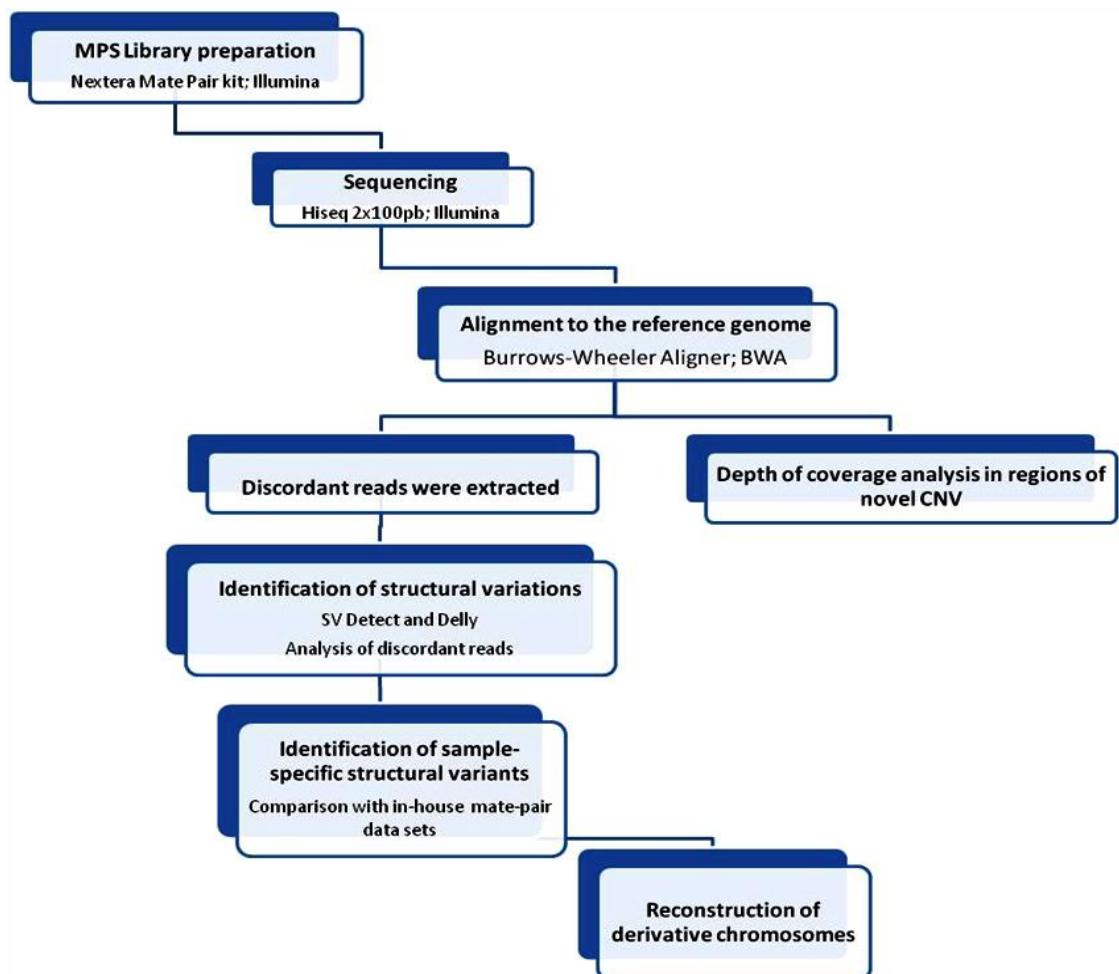 MPS Library preparation
Nextera Mate Pair kit; Illumina
Sequencing
Hiseq 2x100pb; Illumina
Alignment to the reference genome
Burrows-Wheeler Aligner; BWA
Discordant reads were extracted
Depth of coverage analysis in regions of
novel CNV
Identification of structural variations
SV Detect and Delly
Analysis of discordant reads
Identification of sample-
specific structural variants
Comparison with in-house mate-pair
data sets
Reconstruction of
derivative chromosomes